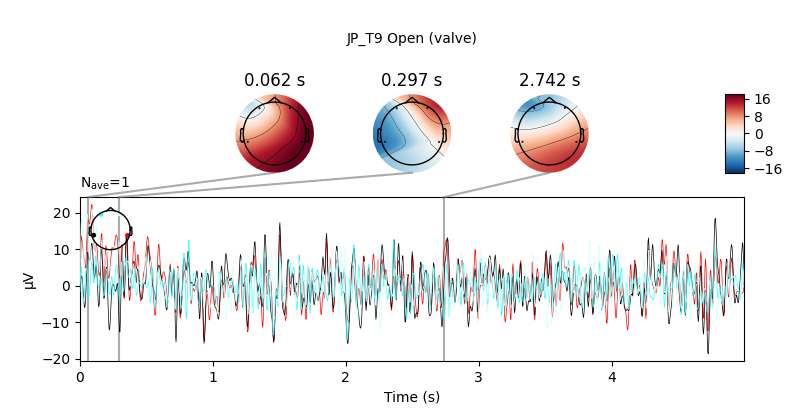 JP_T9 Open (valve)
0.062 s 0.297 s 2.742 s
16
8
0
−8
−16
Nave=1
20
10
0
−10
−20
µV
0 1 2 3 4
Time (s)